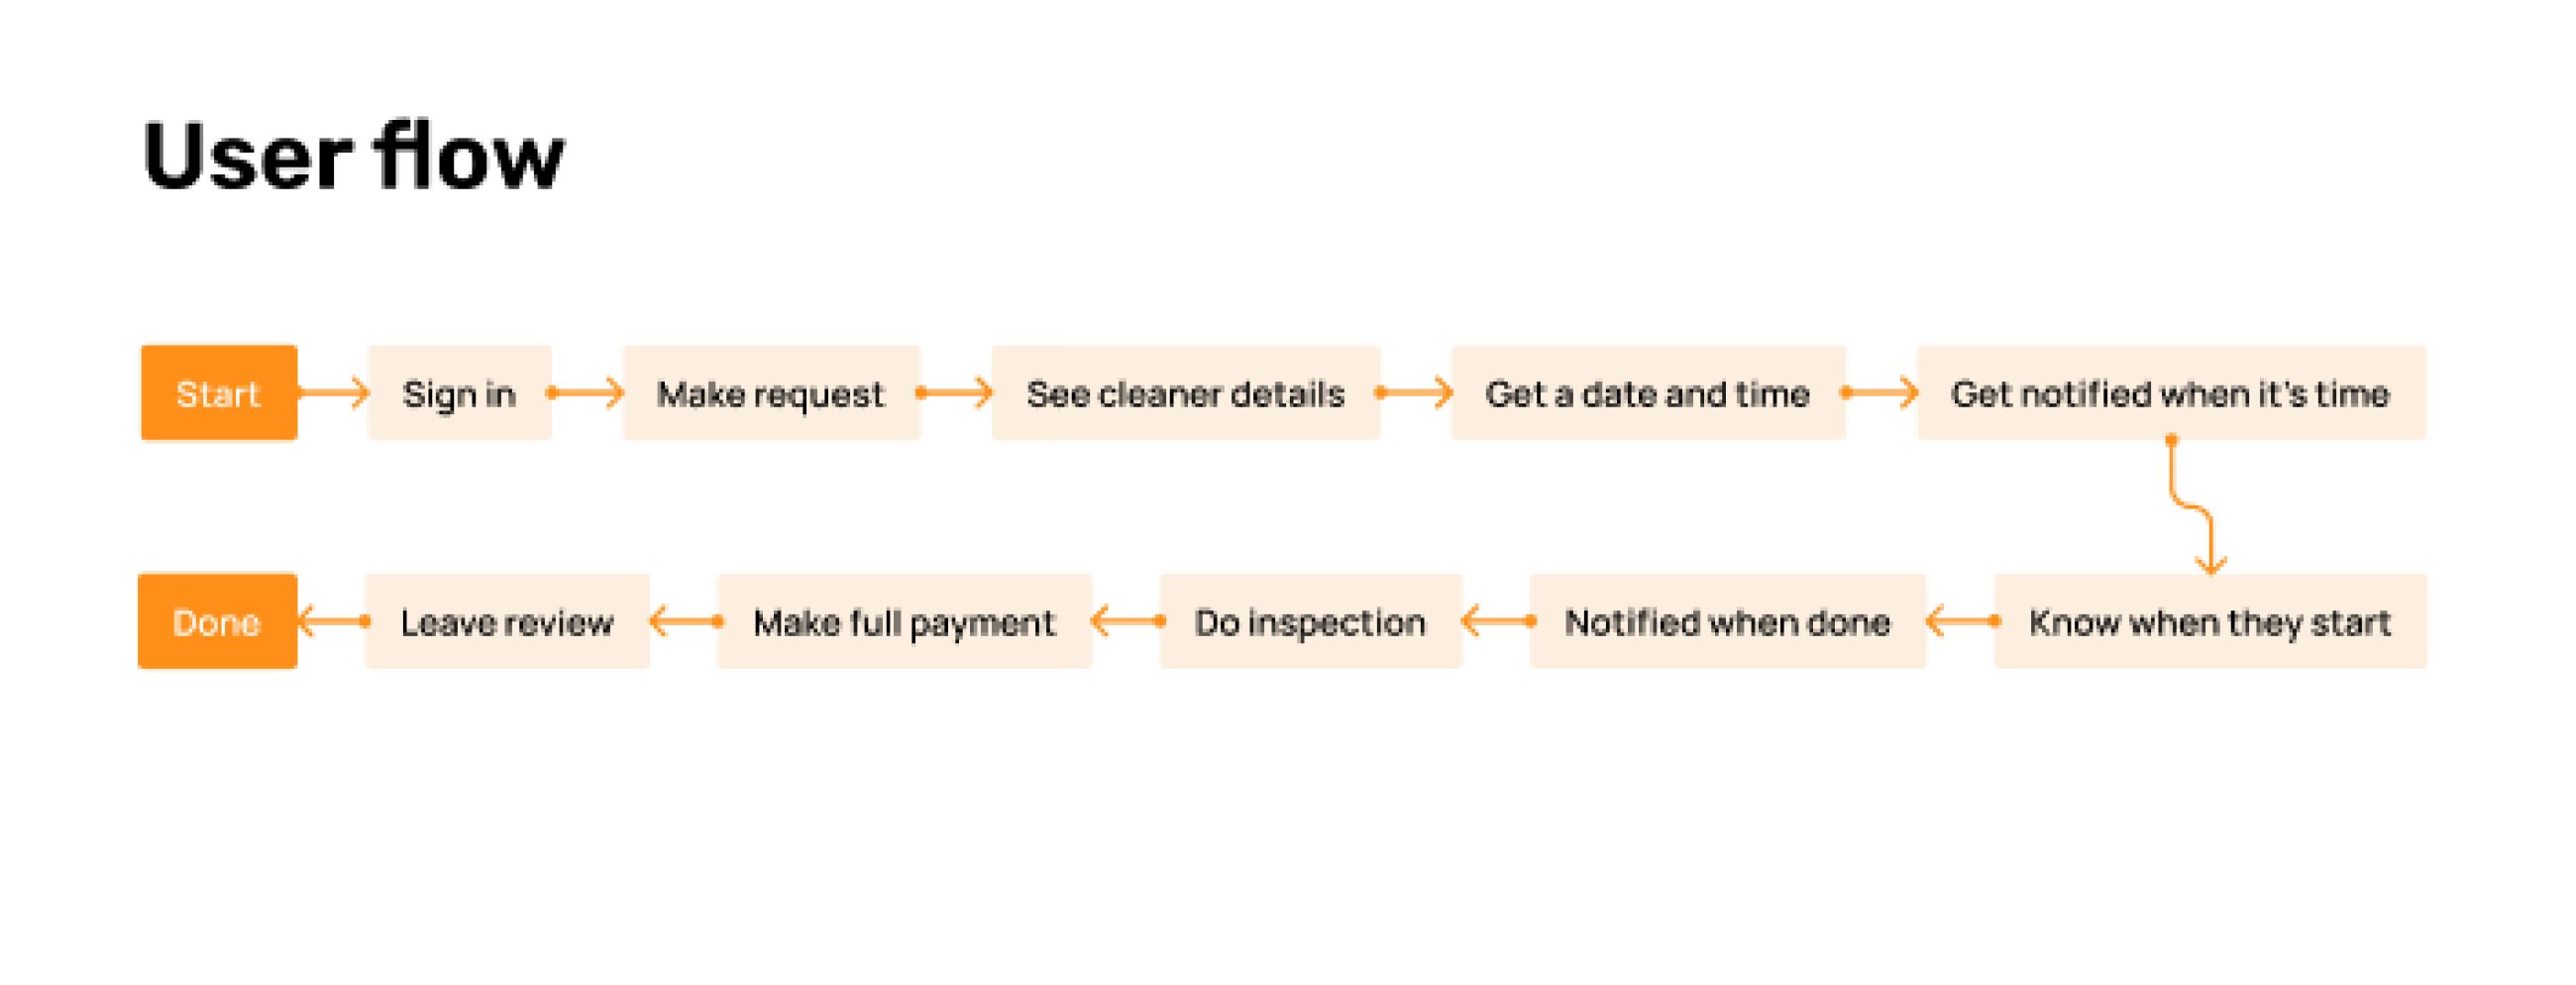 User flow
Start
Sign in
Make request
See cleaner details
Get a date and time
Get notified when it's time
Know when they start
Notified when done
Do inspection
Make full payment
Leave review
Done